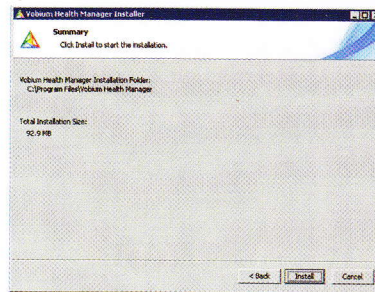 Vobium Health Manager Installer
Summary
Click Install to start the installation.
Vobium Health Manager Installation Folder:
C:\Program Files\Vobium Health Manager
Total Installation Size:
92.9 MB
< Back Install Cancel